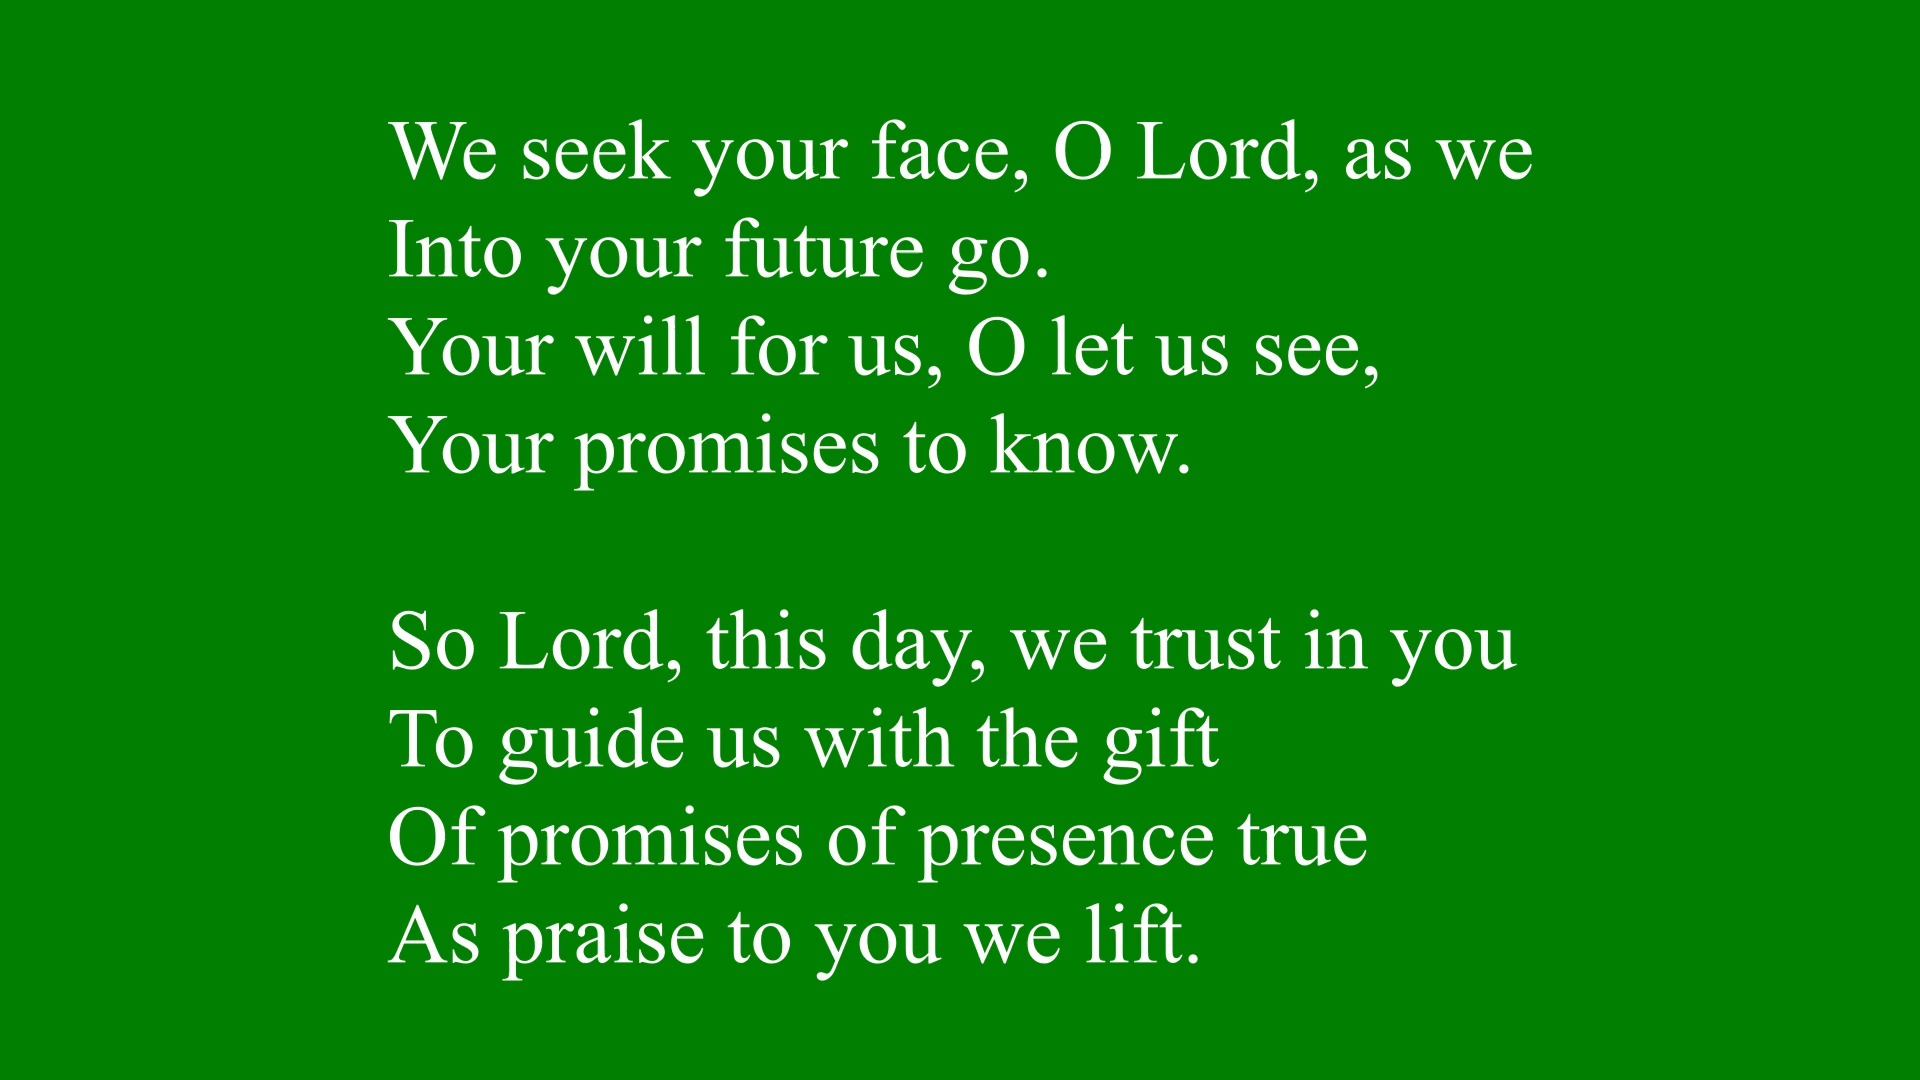 We seek your face, O Lord, as we
Into your future go.
Your will for us, O let us see,
Your promises to know.

So Lord, this day, we trust in you
To guide us with the gift
Of promises of presence true
As praise to you we lift.